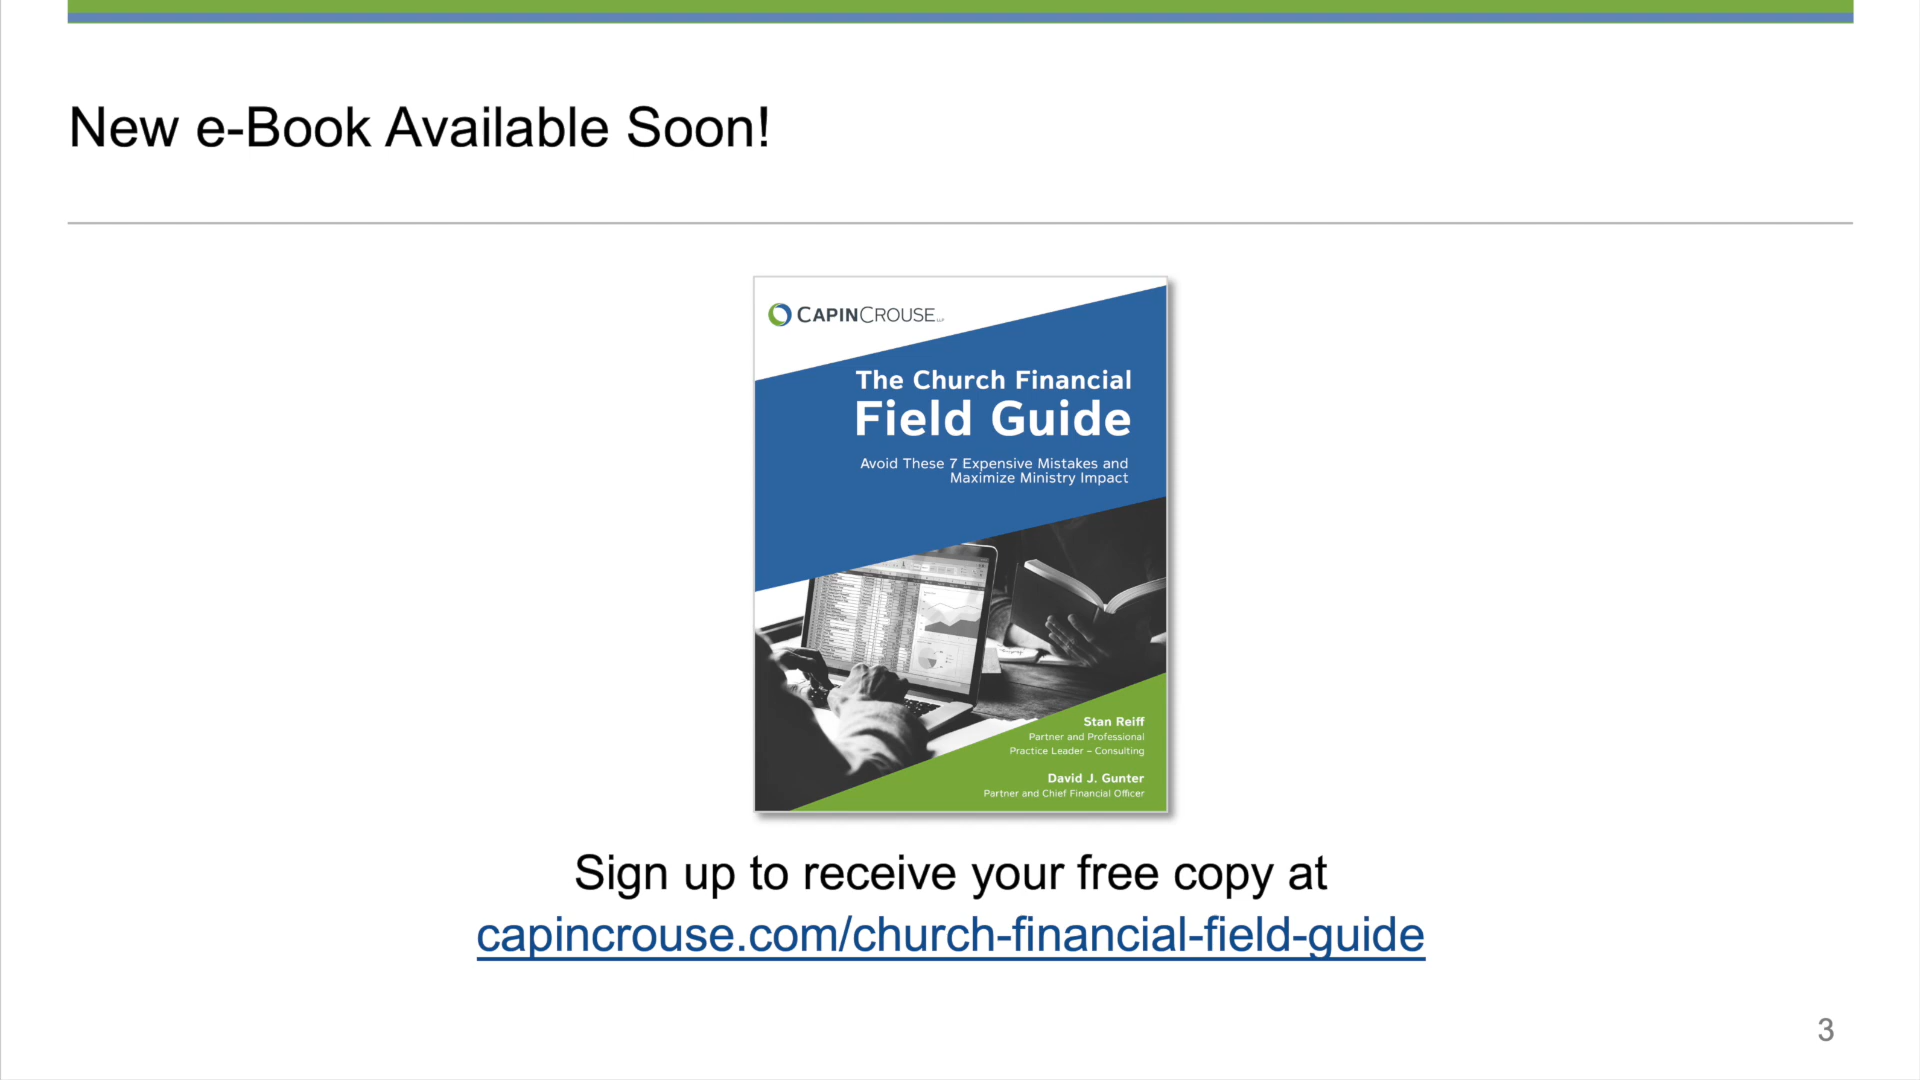 New e-Book Available Soon!
CAPINCROUSE LLP
The Church Financial
Field Guide
Avoid These 7 Expensive Mistakes and
Maximize Ministry Impact
Stan Reiff
Partner and Professional
Practice Leader – Consulting
David J. Gunter
Partner and Chief Financial Officer
Sign up to receive your free copy at
capincrouse.com/church-financial-field-guide
3